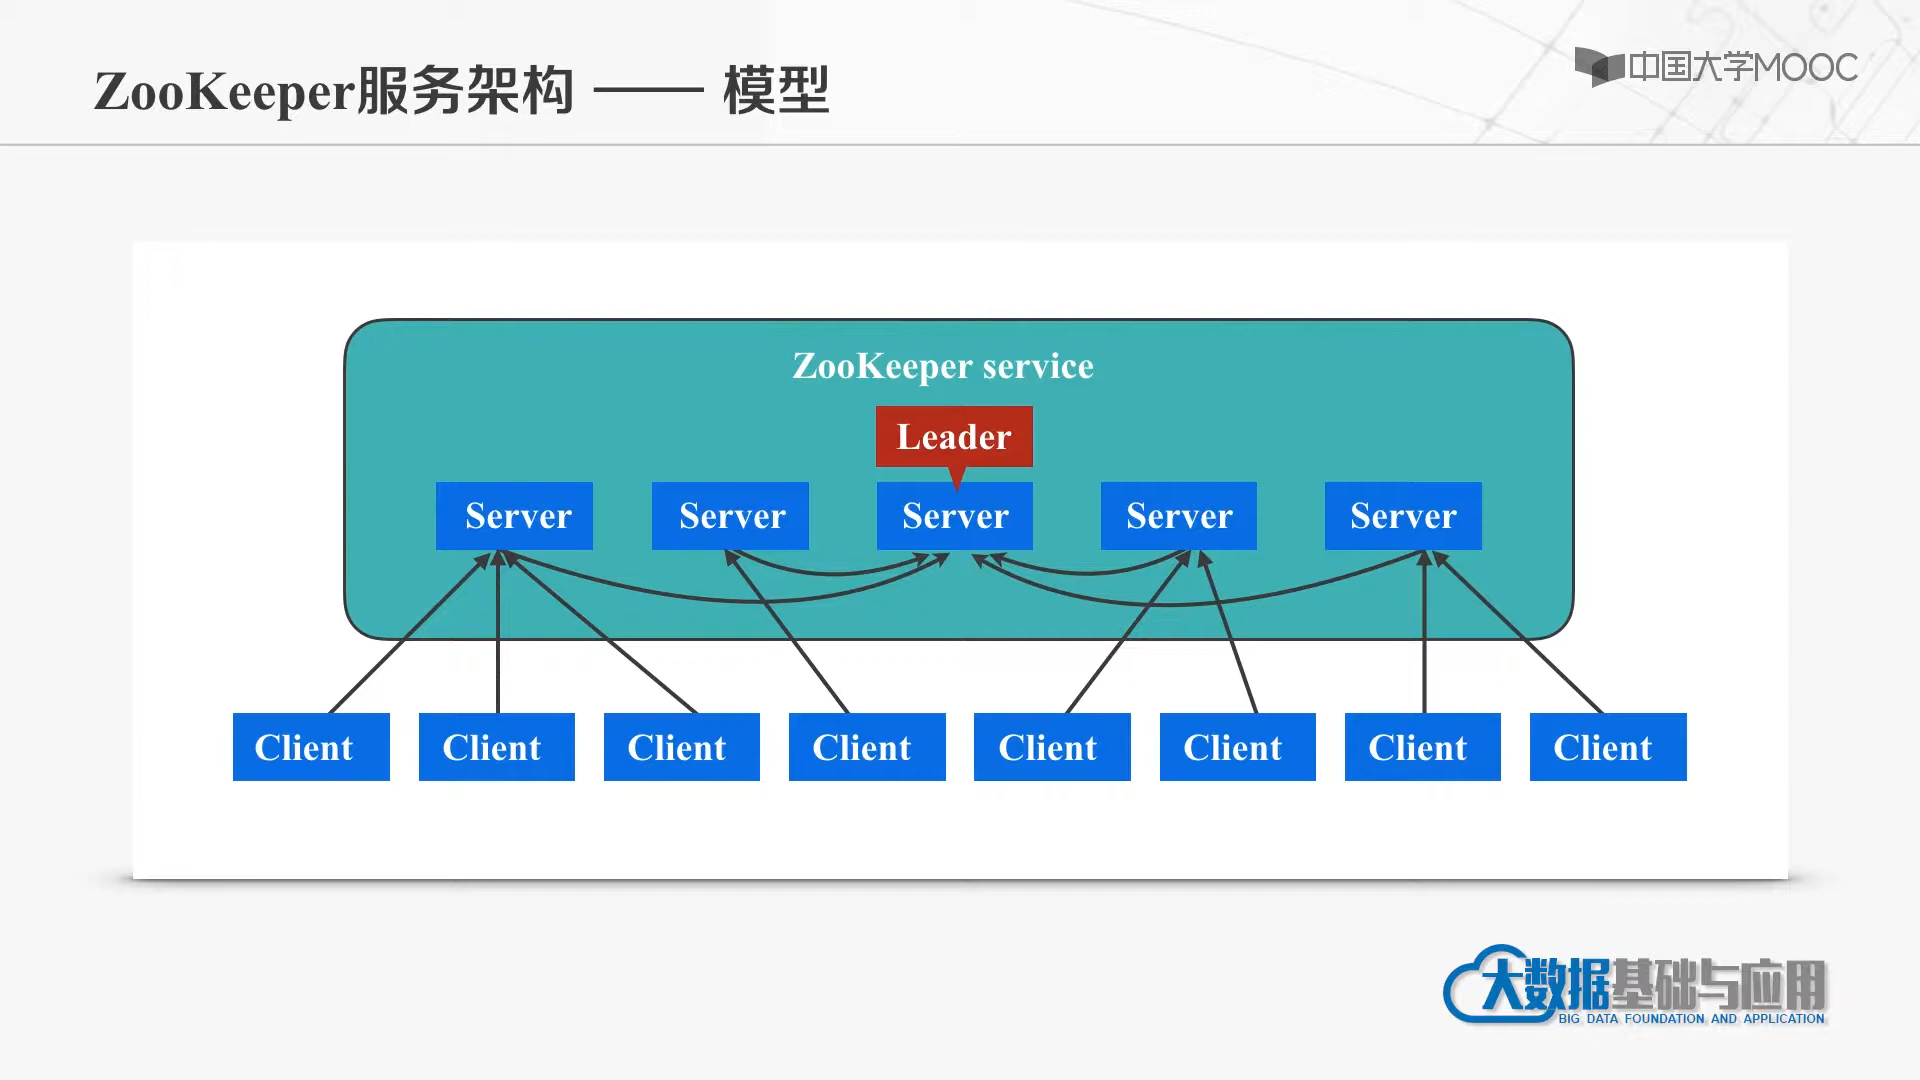 ZooKeeper服务架构 —— 模型
中国大学MOOC
ZooKeeper service
Leader
Server Server Server Server Server
Client Client Client Client Client Client Client Client
大数据基础与应用
BIG DATA FOUNDATION AND APPLICATION